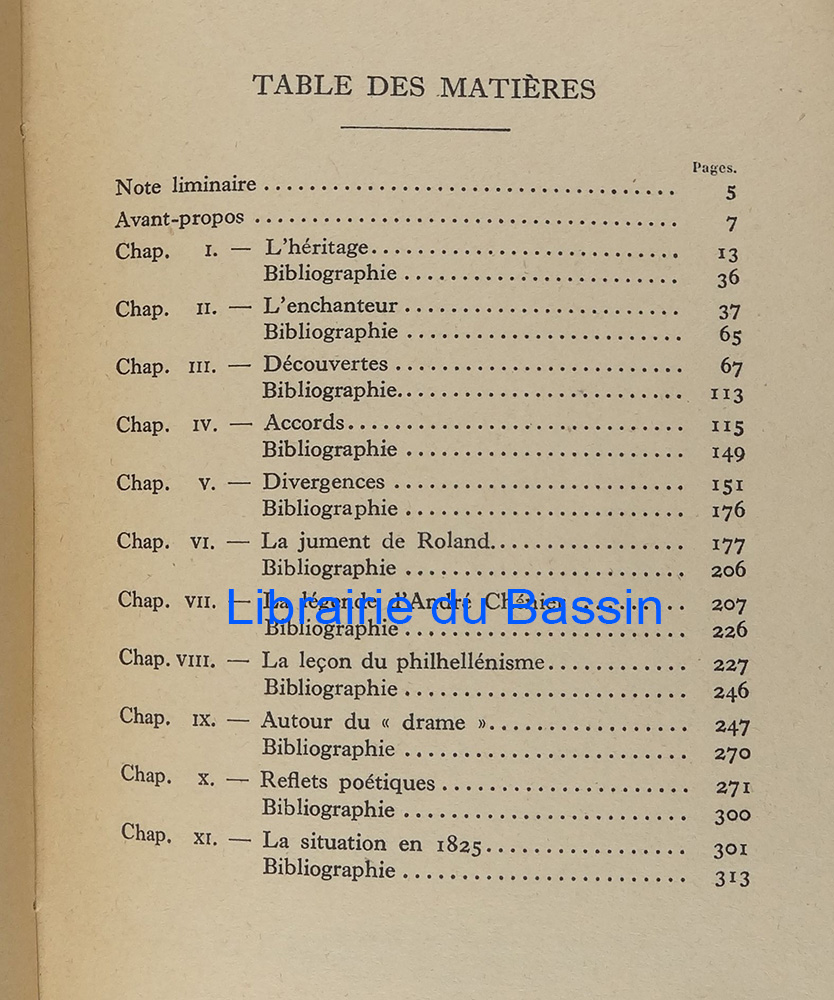 TABLE DES MATIÈRES
Pages.
Note liminaire ........................................ 5
Avant-propos ........................................ 7
Chap. I. — L'héritage.............................. 13
Bibliographie .............................. 36
Chap. II. — L'enchanteur .............................. 37
Bibliographie .............................. 65
Chap. III. — Découvertes .............................. 67
Bibliographie.............................. 113
Chap. IV. — Accords.............................. 115
Bibliographie .............................. 149
Chap. V. — Divergences .............................. 151
Bibliographie .............................. 176
Chap. VI. — La jument de Roland.................... 177
Bibliographie .............................. 206
Chap. VII. — La légende d'André Chénier .......... 207
Librairie du Bassin
Bibliographie .............................. 226
Chap. VIII. — La leçon du philhellénisme............ 227
Bibliographie .............................. 246
Chap. IX. — Autour du « drame ».................... 247
Bibliographie .............................. 270
Chap. X. — Reflets poétiques ...................... 271
Bibliographie .............................. 300
Chap. XI. — La situation en 1825.................... 301
Bibliographie .............................. 313